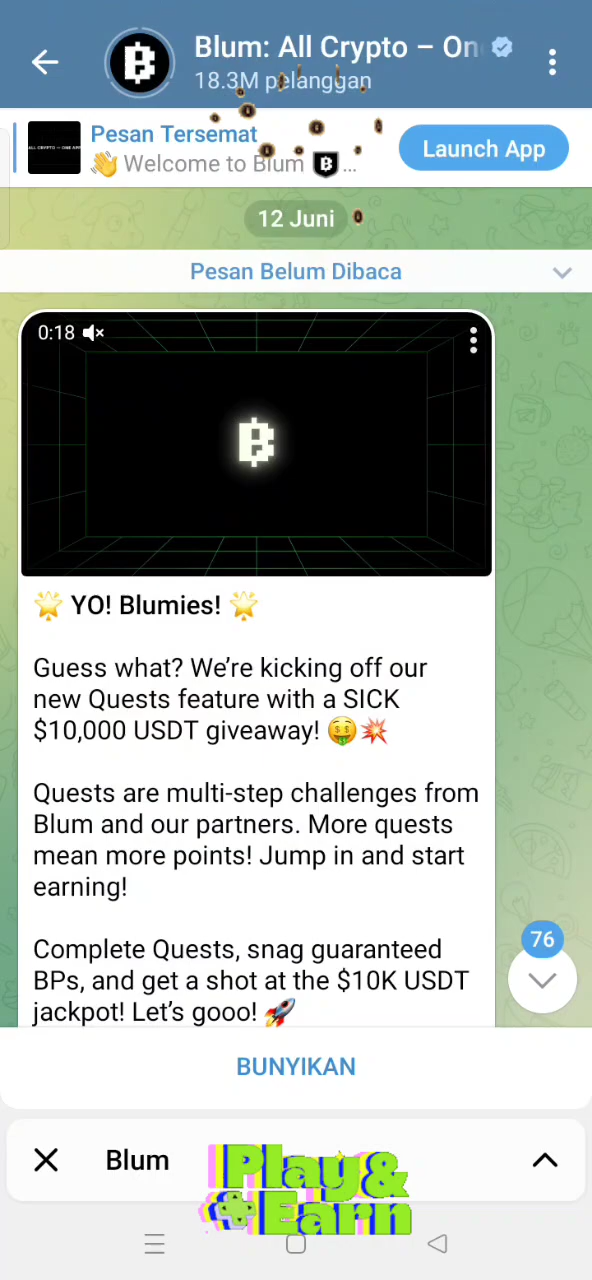 Blum: All Crypto – On
18.3M pelanggan
ALL CRYPTO — ONE APP
Pesan Tersemat
👋 Welcome to Blum ...
Launch App
12 Juni
Pesan Belum Dibaca
0:18
🌟 YO! Blumies! 🌟
Guess what? We’re kicking off our
new Quests feature with a SICK
$10,000 USDT giveaway! 🤑💥
Quests are multi-step challenges from
Blum and our partners. More quests
mean more points! Jump in and start
earning!
Complete Quests, snag guaranteed
BPs, and get a shot at the $10K USDT
jackpot! Let’s gooo! 🚀
76
BUNYIKAN
Blum
Play&
Earn